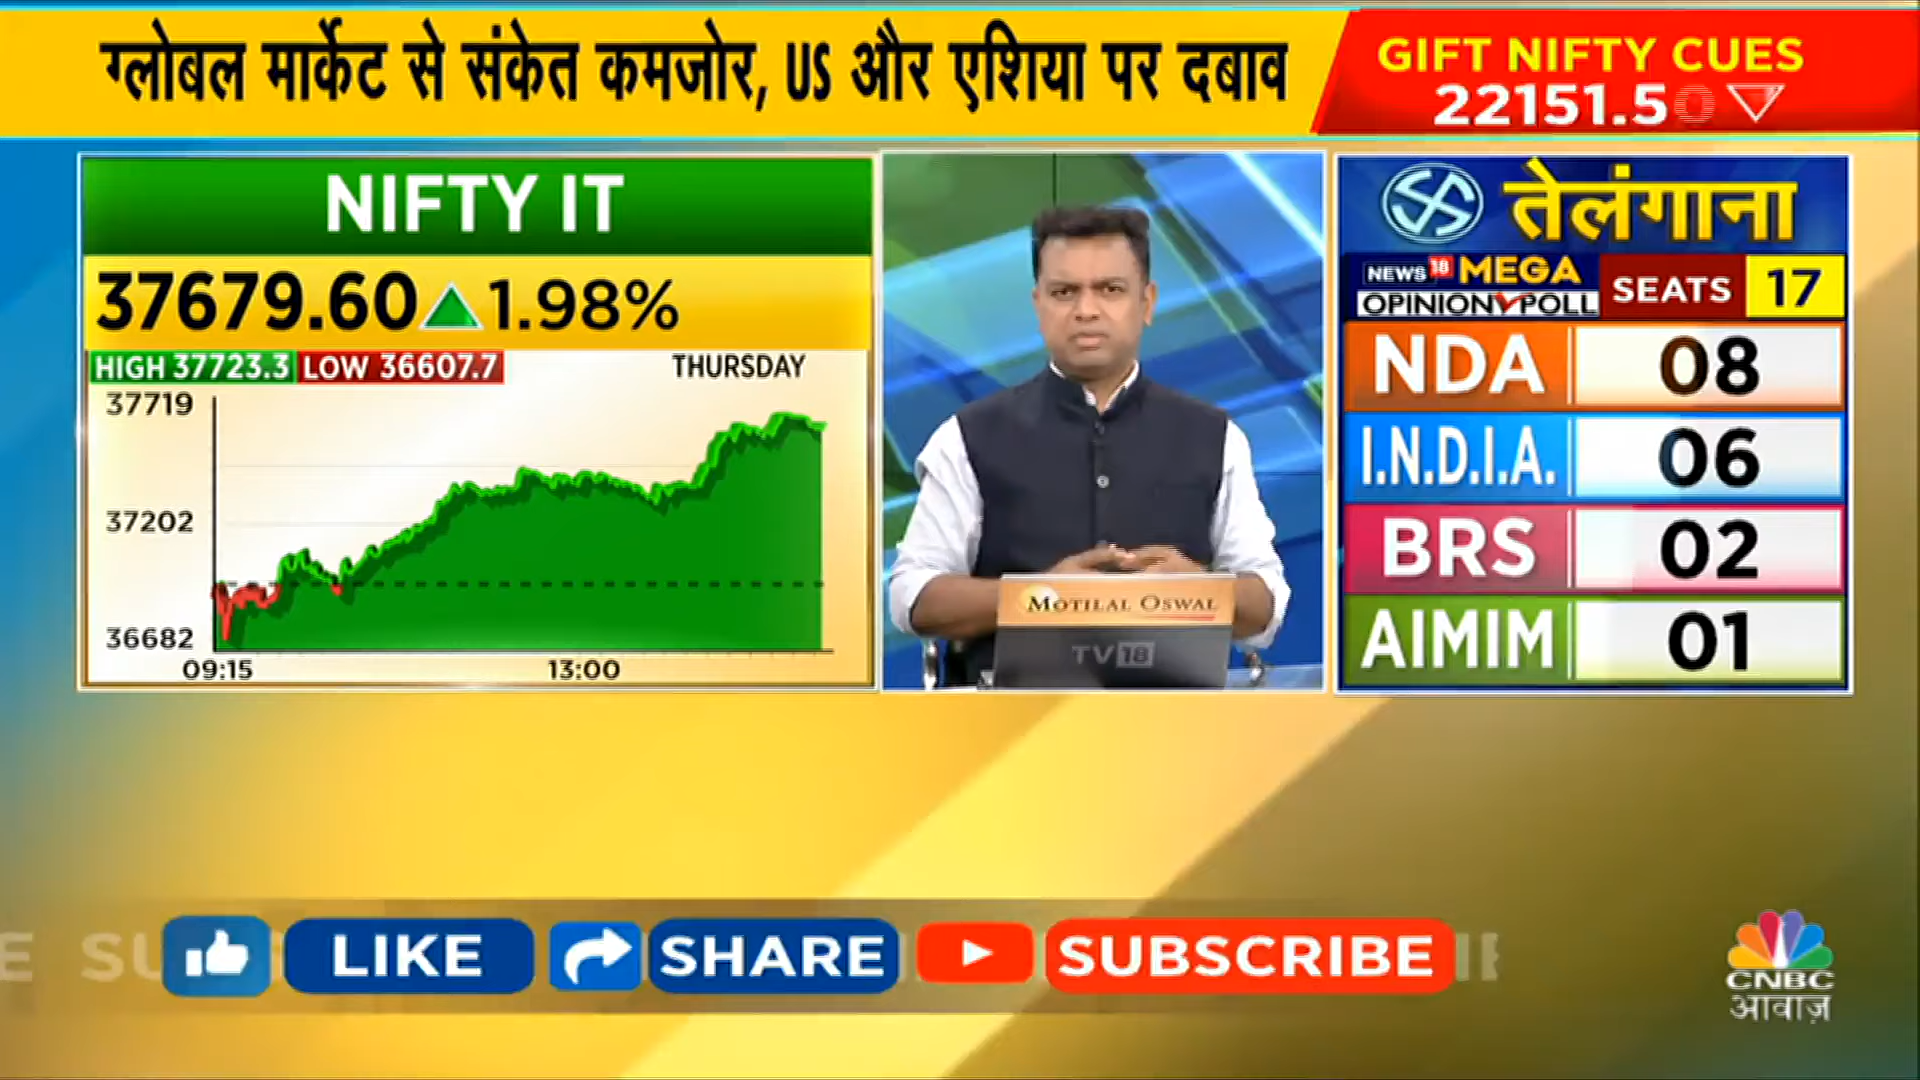 ग्लोबल मार्केट से संकेत कमजोर, US और एशिया पर दबाव
GIFT NIFTY CUES
22151.50
NIFTY IT
37679.60 1.98%
HIGH 37723.3 LOW 36607.7 THURSDAY
37719
37202
36682
09:15 13:00
MOTILAL OSWAL
TV18
तेलंगाना
NEWS18 MEGA
OPINION POLL
SEATS 17
NDA 08
I.N.D.I.A. 06
BRS 02
AIMIM 01
LIKE SHARE SUBSCRIBE
CNBC
आवाज़